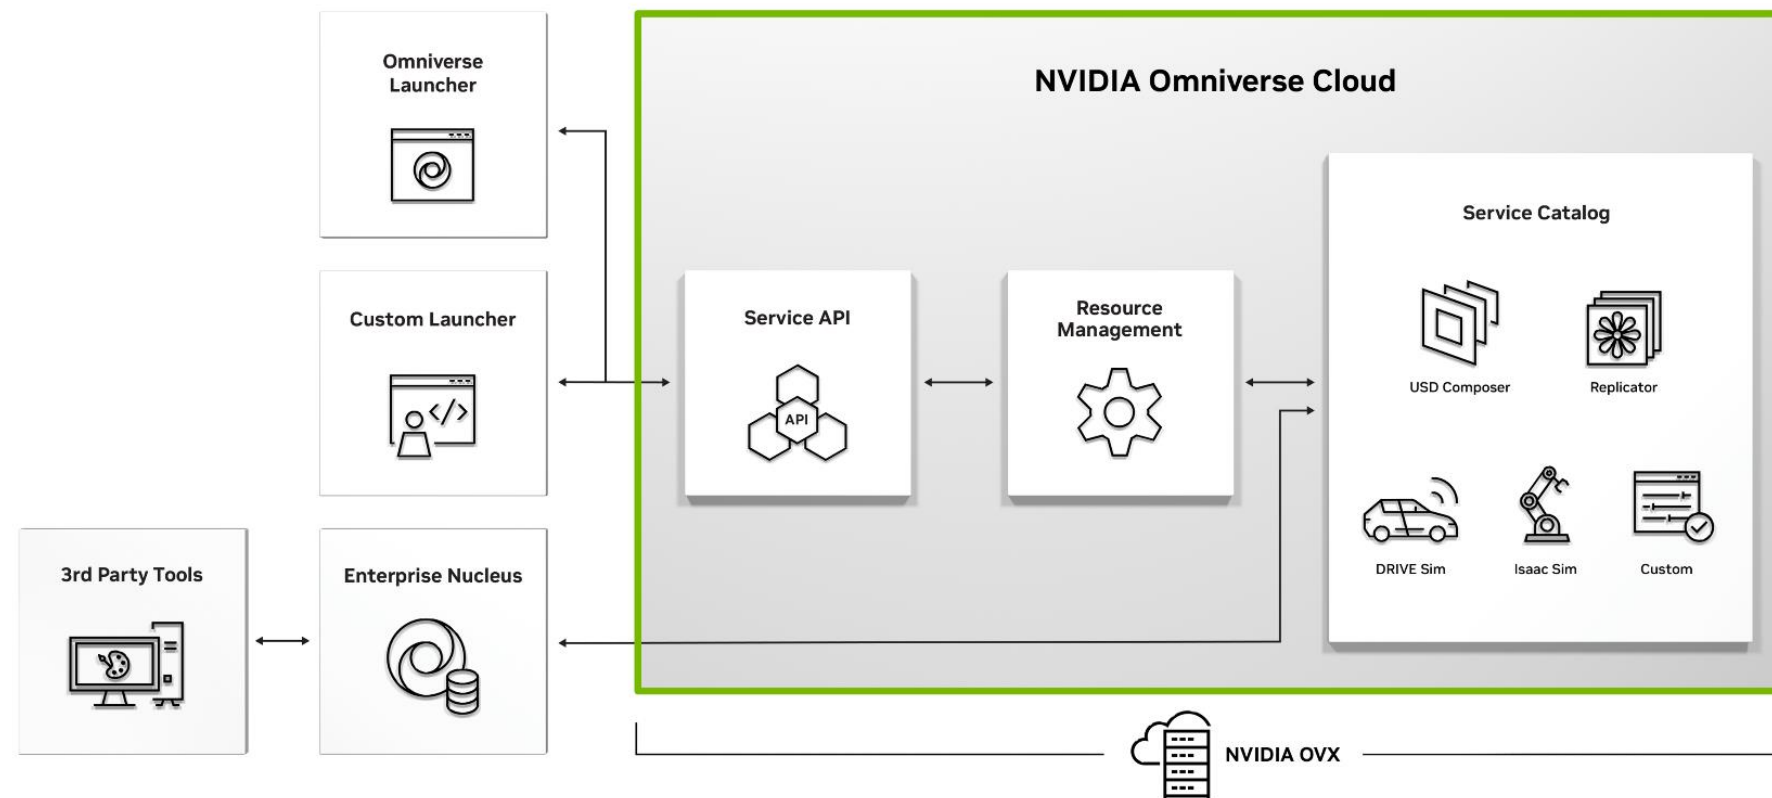 Omniverse
Launcher
NVIDIA Omniverse Cloud
Custom Launcher
Service API
API
Resource
Management
Service Catalog
USD Composer
Replicator
DRIVE Sim
Isaac Sim
Custom
3rd Party Tools
Enterprise Nucleus
NVIDIA OVX